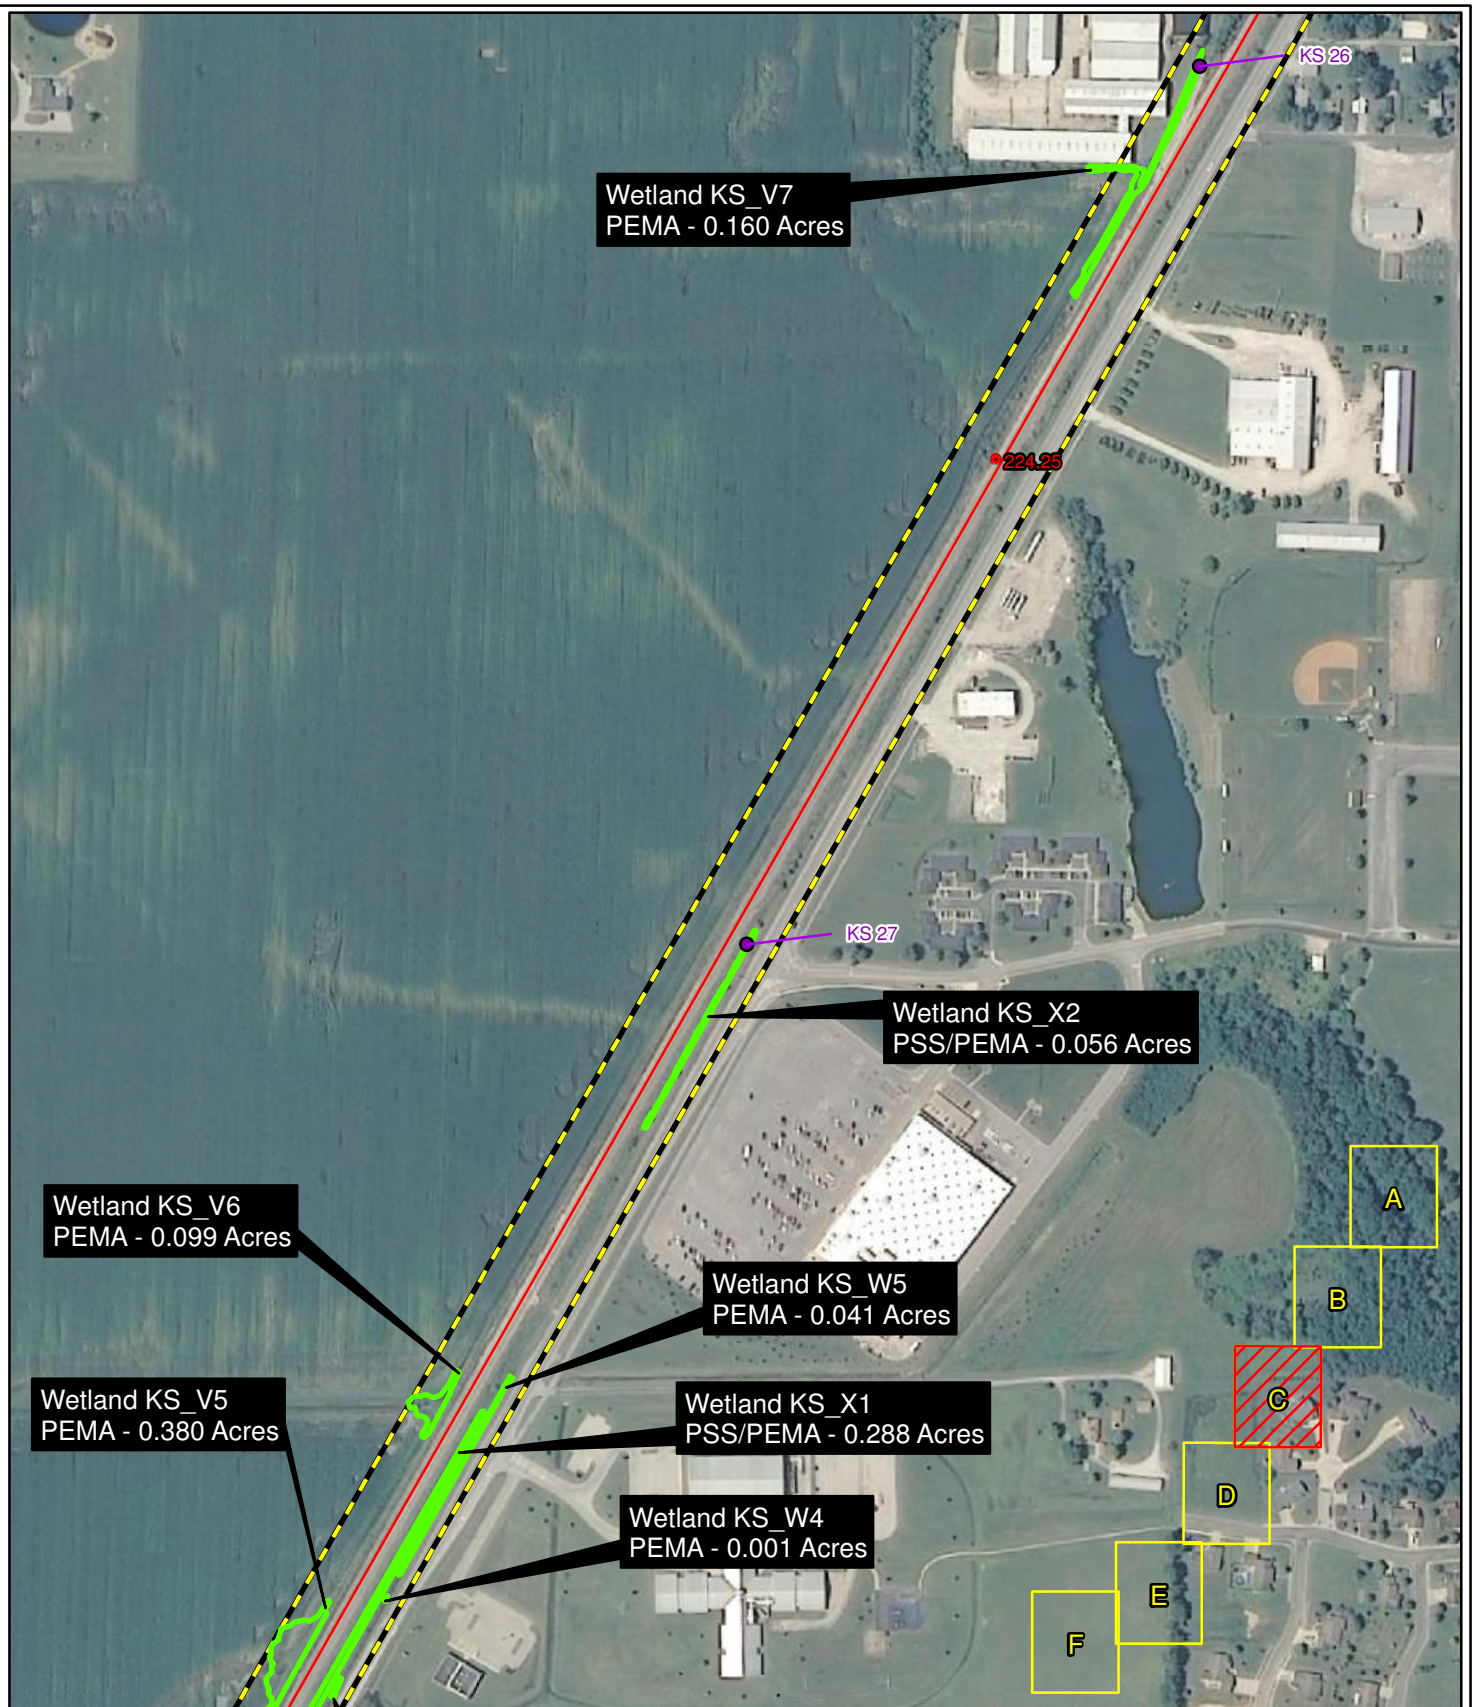 KS 26
Wetland KS_V7
PEMA - 0.160 Acres
224.25
KS 27
Wetland KS_X2
PSS/PEMA - 0.056 Acres
A
Wetland KS_V6
PEMA - 0.099 Acres
B
Wetland KS_W5
PEMA - 0.041 Acres
C
Wetland KS_V5
PEMA - 0.380 Acres
Wetland KS_X1
PSS/PEMA - 0.288 Acres
D
Wetland KS_W4
PEMA - 0.001 Acres
E
F